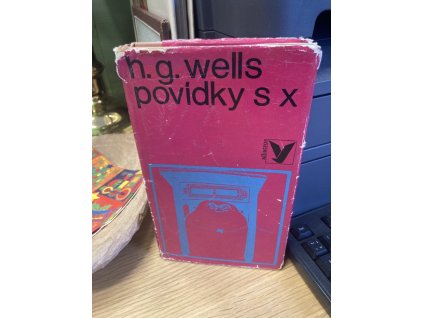 h. g. wells
povídky s x
albatros